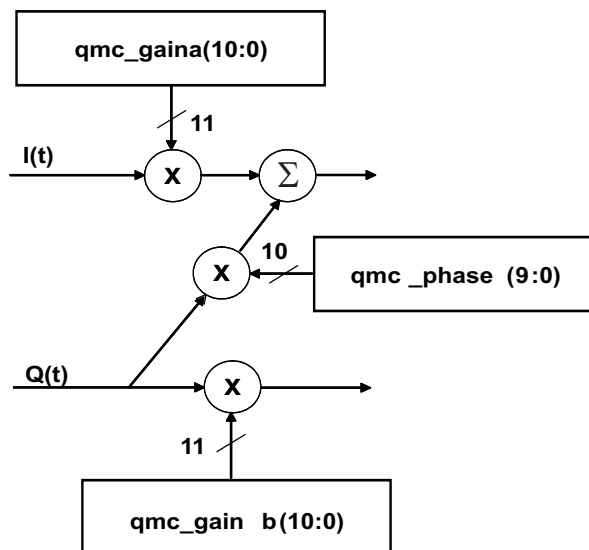 qmc_gaina(10:0)
11
I(t)
X
Σ
10
X
qmc _phase (9:0)
Q(t)
X
11
qmc_gain b(10:0)